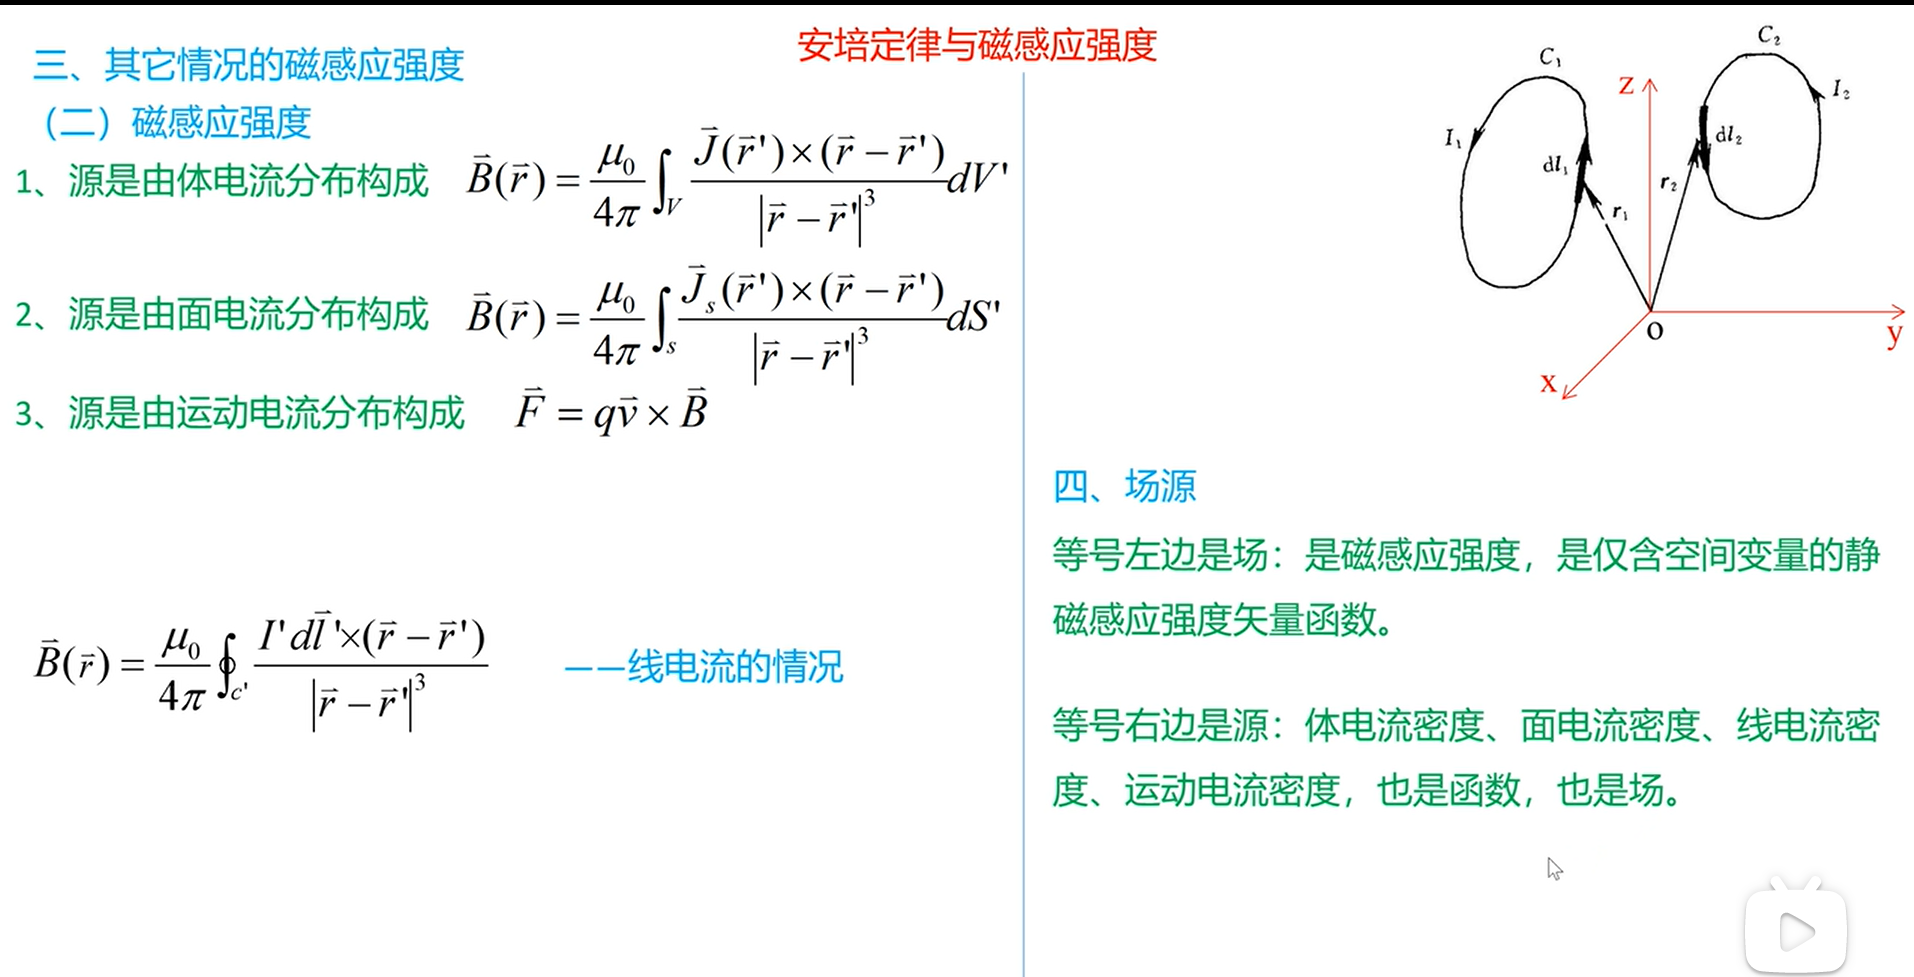 安培定律与磁感应强度
三、其它情况的磁感应强度
（二）磁感应强度
1、源是由体电流分布构成 $\vec{B}(\vec{r})=\frac{\mu_0}{4\pi}\int_V\frac{\vec{J}(\vec{r}')\times(\vec{r}-\vec{r}')}{|\vec{r}-\vec{r}'|^3}dV'$
2、源是由面电流分布构成 $\vec{B}(\vec{r})=\frac{\mu_0}{4\pi}\int_s\frac{\vec{J}_s(\vec{r}')\times(\vec{r}-\vec{r}')}{|\vec{r}-\vec{r}'|^3}dS'$
3、源是由运动电流分布构成 $\vec{F}=q\vec{v}\times\vec{B}$
$\vec{B}(\vec{r})=\frac{\mu_0}{4\pi}\oint_{c'}\frac{I'd\vec{l}'\times(\vec{r}-\vec{r}')}{|\vec{r}-\vec{r}'|^3}$ ——线电流的情况
C₁
C₂
z
I₁
I₂
dl₁
dl₂
r₁
r₂
o
y
x
四、场源
等号左边是场：是磁感应强度，是仅含空间变量的静
磁感应强度矢量函数。
等号右边是源：体电流密度、面电流密度、线电流密
度、运动电流密度，也是函数，也是场。